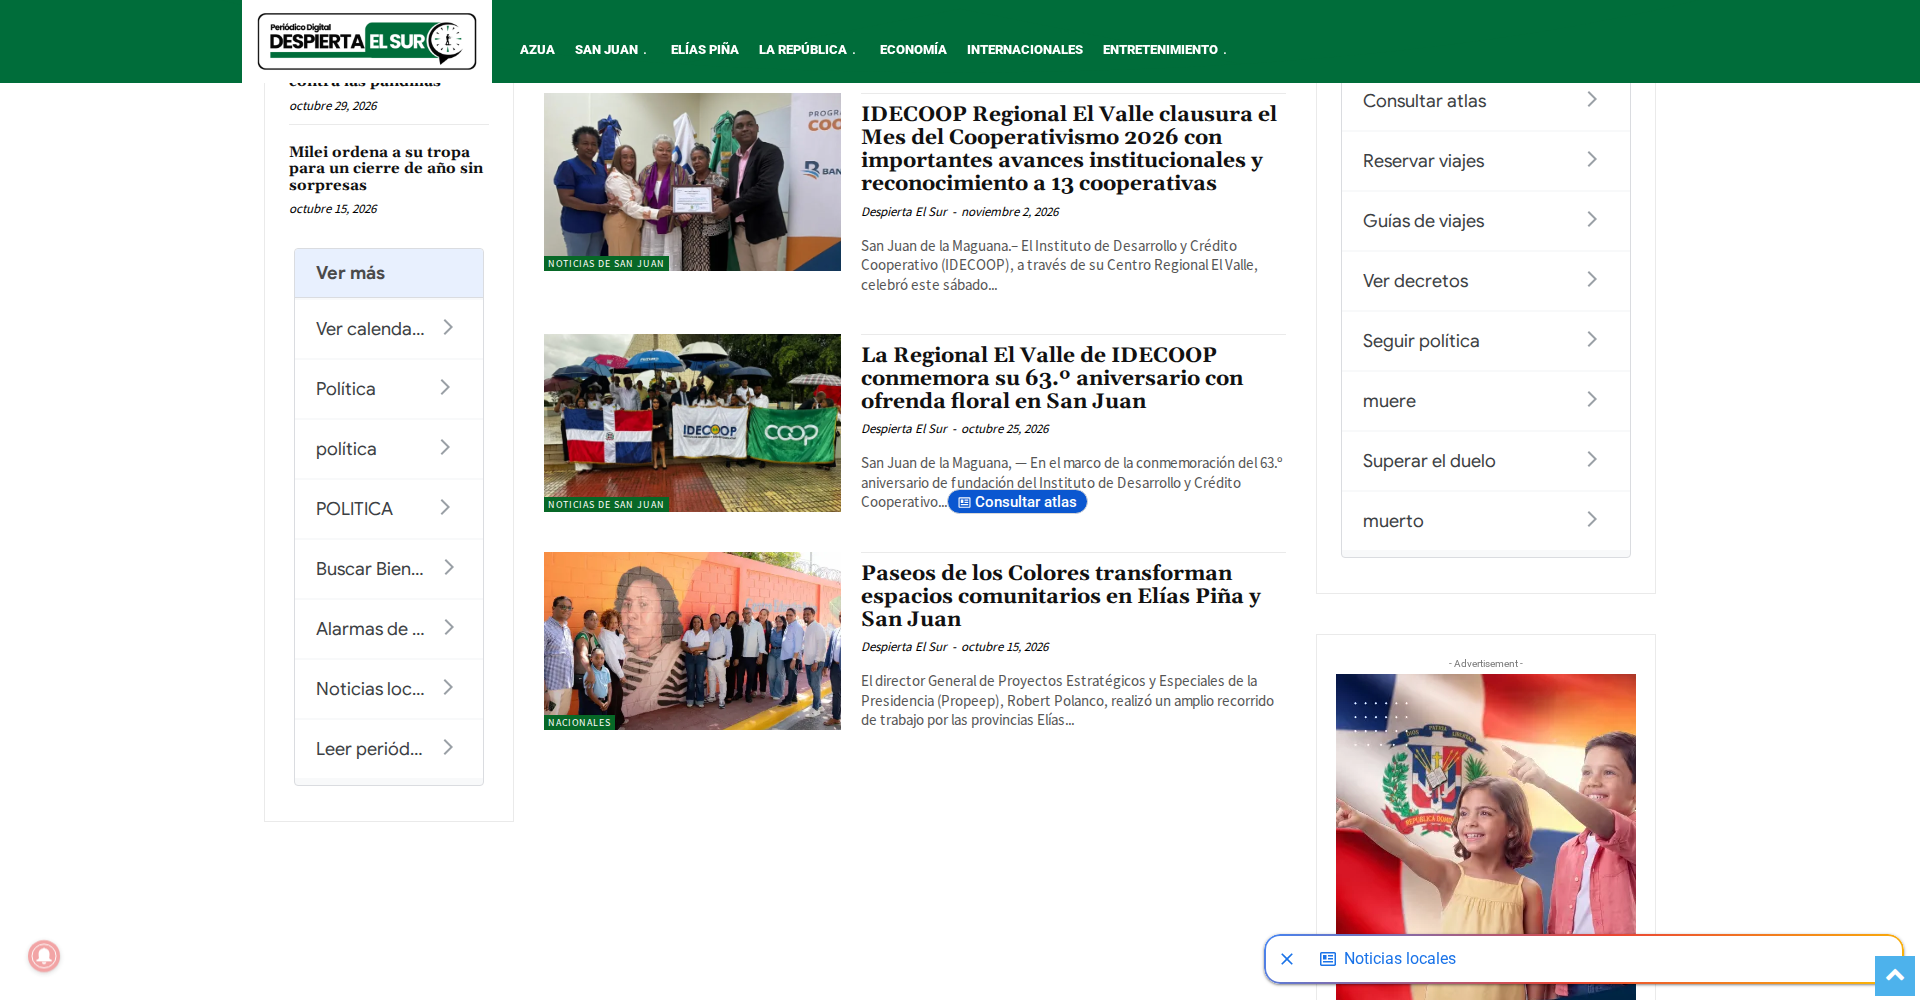 Periódico Digital
DESPIERTA EL SUR
AZUA
SAN JUAN
ELÍAS PIÑA
LA REPÚBLICA
ECONOMÍA
INTERNACIONALES
ENTRETENIMIENTO
contra las pandillas
octubre 29, 2026
Milei ordena a su tropa
para un cierre de año sin
sorpresas
octubre 15, 2026
Ver más
Ver calenda...
Política
política
POLITICA
Buscar Bien...
Alarmas de ...
Noticias loc...
Leer periód...
NOTICIAS DE SAN JUAN
IDECOOP Regional El Valle clausura el
Mes del Cooperativismo 2026 con
importantes avances institucionales y
reconocimiento a 13 cooperativas
Despierta El Sur - noviembre 2, 2026
San Juan de la Maguana.– El Instituto de Desarrollo y Crédito
Cooperativo (IDECOOP), a través de su Centro Regional El Valle,
celebró este sábado...
IDECOOP
COOP
NOTICIAS DE SAN JUAN
La Regional El Valle de IDECOOP
conmemora su 63.º aniversario con
ofrenda floral en San Juan
Despierta El Sur - octubre 25, 2026
San Juan de la Maguana, — En el marco de la conmemoración del 63.º
aniversario de fundación del Instituto de Desarrollo y Crédito
Cooperativo...
Consultar atlas
NACIONALES
Paseos de los Colores transforman
espacios comunitarios en Elías Piña y
San Juan
Despierta El Sur - octubre 15, 2026
El director General de Proyectos Estratégicos y Especiales de la
Presidencia (Propeep), Robert Polanco, realizó un amplio recorrido
de trabajo por las provincias Elías...
Consultar atlas
Reservar viajes
Guías de viajes
Ver decretos
Seguir política
muere
Superar el duelo
muerto
- Advertisement -
DIOS PATRIA LIBERTAD
Noticias locales